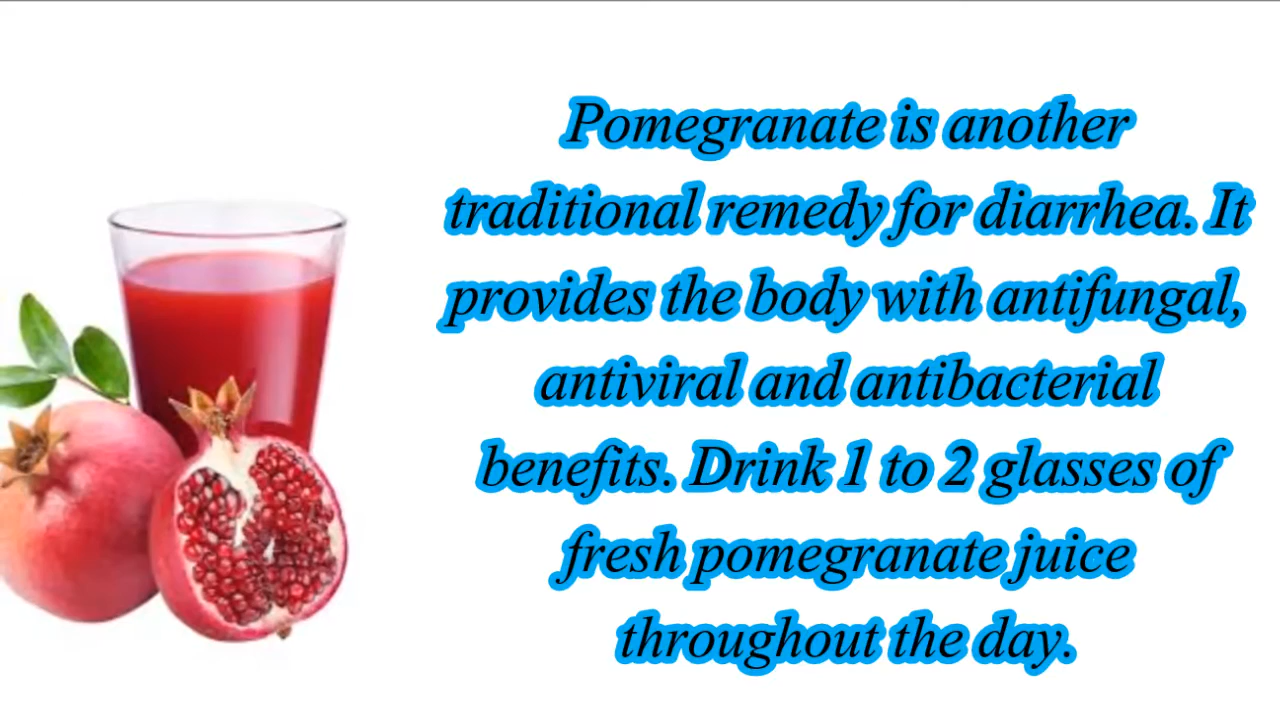 Pomegranate is another
traditional remedy for diarrhea. It
provides the body with antifungal,
antiviral and antibacterial
benefits. Drink 1 to 2 glasses of
fresh pomegranate juice
throughout the day.